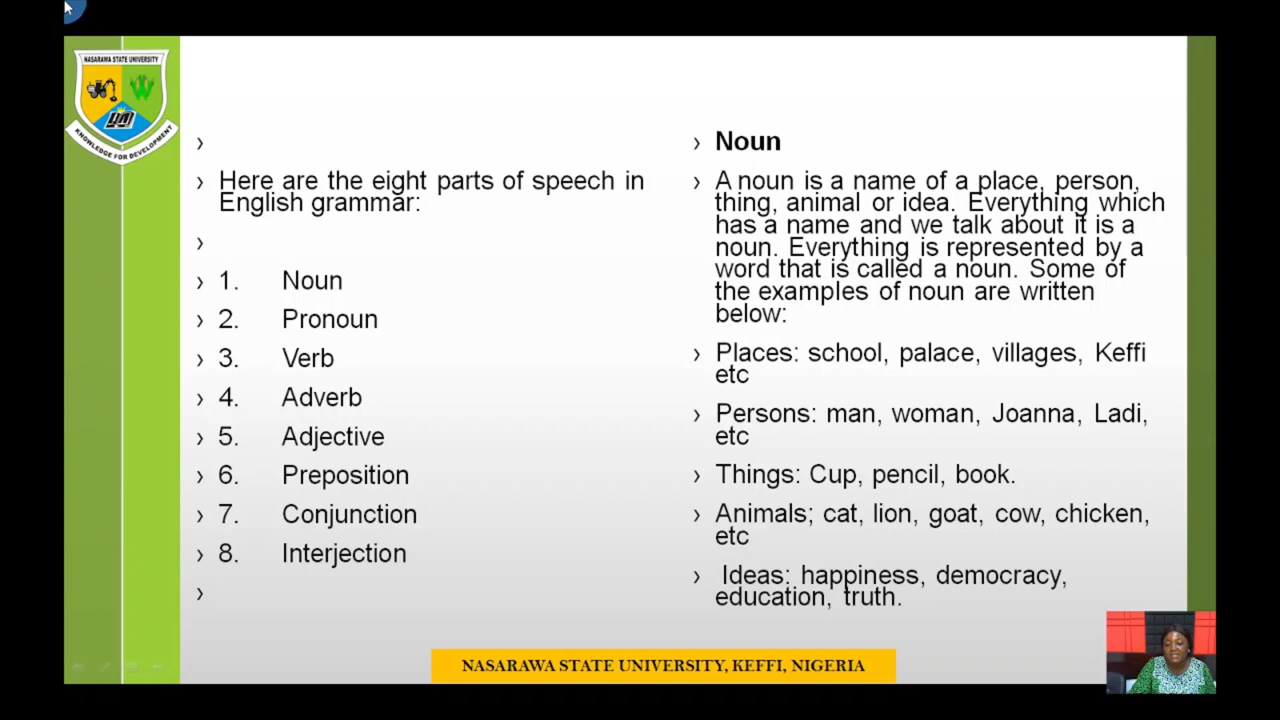 NASARAWA STATE UNIVERSITY
KNOWLEDGE FOR DEVELOPMENT
Here are the eight parts of speech in
English grammar:
1. Noun
2. Pronoun
3. Verb
4. Adverb
5. Adjective
6. Preposition
7. Conjunction
8. Interjection
Noun
A noun is a name of a place, person,
thing, animal or idea. Everything which
has a name and we talk about it is a
noun. Everything is represented by a
word that is called a noun. Some of
the examples of noun are written
below:
Places: school, palace, villages, Keffi
etc
Persons: man, woman, Joanna, Ladi,
etc
Things: Cup, pencil, book.
Animals; cat, lion, goat, cow, chicken,
etc
Ideas: happiness, democracy,
education, truth.
NASARAWA STATE UNIVERSITY, KEFFI, NIGERIA